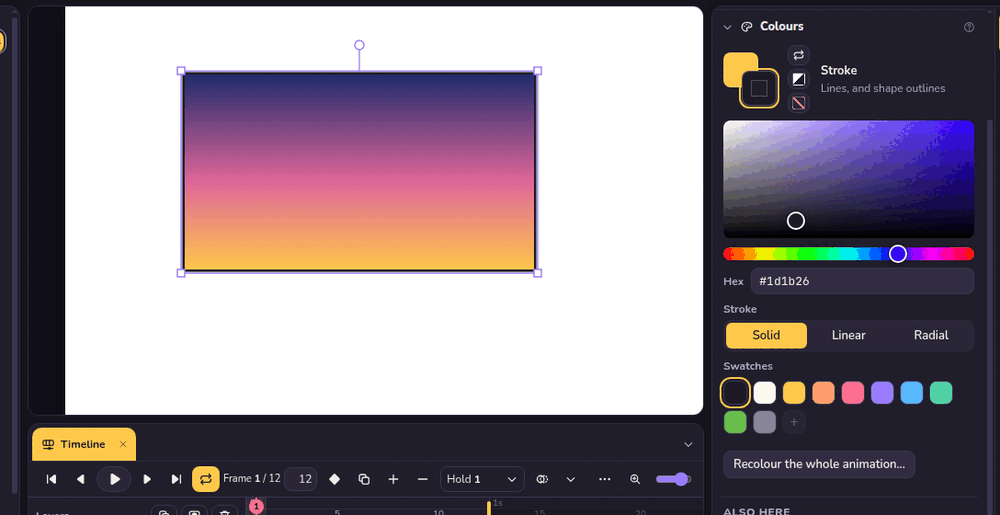 Colours
Stroke
Lines, and shape outlines
Hex #1d1b26
Stroke
Solid Linear Radial
Swatches
Recolour the whole animation...
ALSO HERE
Timeline
Frame 1 / 12 12 Hold 1
1s
Layers 1 5 10 15 20